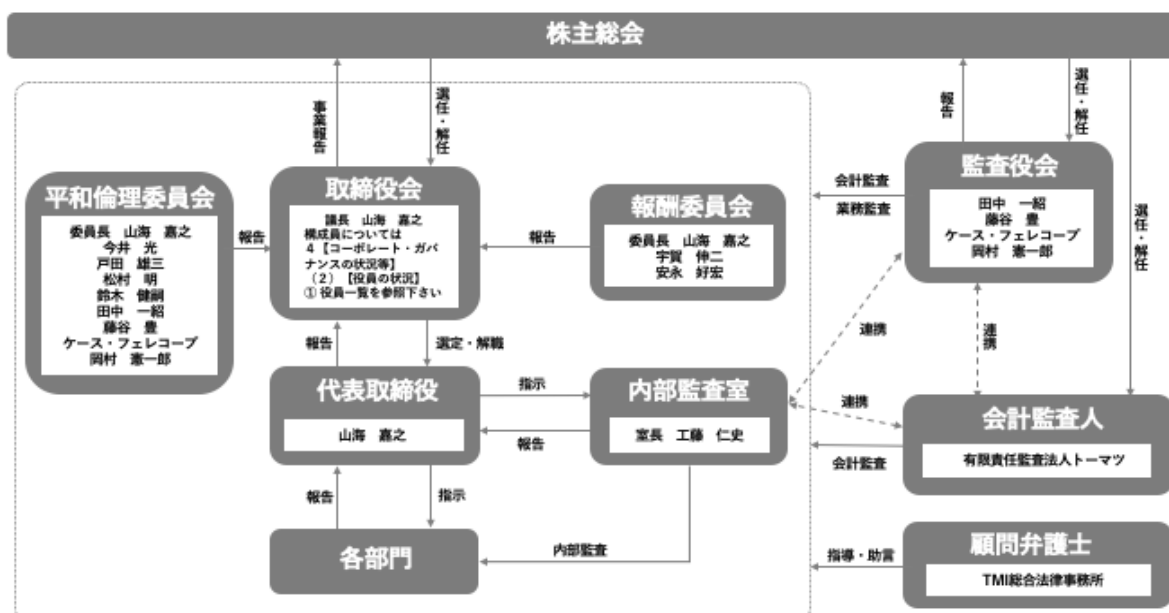 株主総会
事業報告
選任・解任
報告
選任・解任
選任・解任
平和倫理委員会
委員長 山海 嘉之
今井 光
戸田 雄三
松村 明
鈴木 健嗣
田中 一紹
藤谷 豊
ケース・フェレコープ
岡村 憲一郎
報告
取締役会
議長 山海 嘉之
構成員については
4【コーポレート・ガバ
ナンスの状況等】
(2)【役員の状況】
① 役員一覧を参照下さい
報告
報酬委員会
委員長 山海 嘉之
宇賀 伸二
安永 好宏
会計監査
業務監査
監査役会
田中 一紹
藤谷 豊
ケース・フェレコープ
岡村 憲一郎
報告
選定・解職
連携
連携
連携
代表取締役
山海 嘉之
指示
報告
内部監査室
室長 工藤 仁史
会計監査人
有限責任監査法人トーマツ
会計監査
報告
指示
各部門
内部監査
指導・助言
顧問弁護士
TMI総合法律事務所